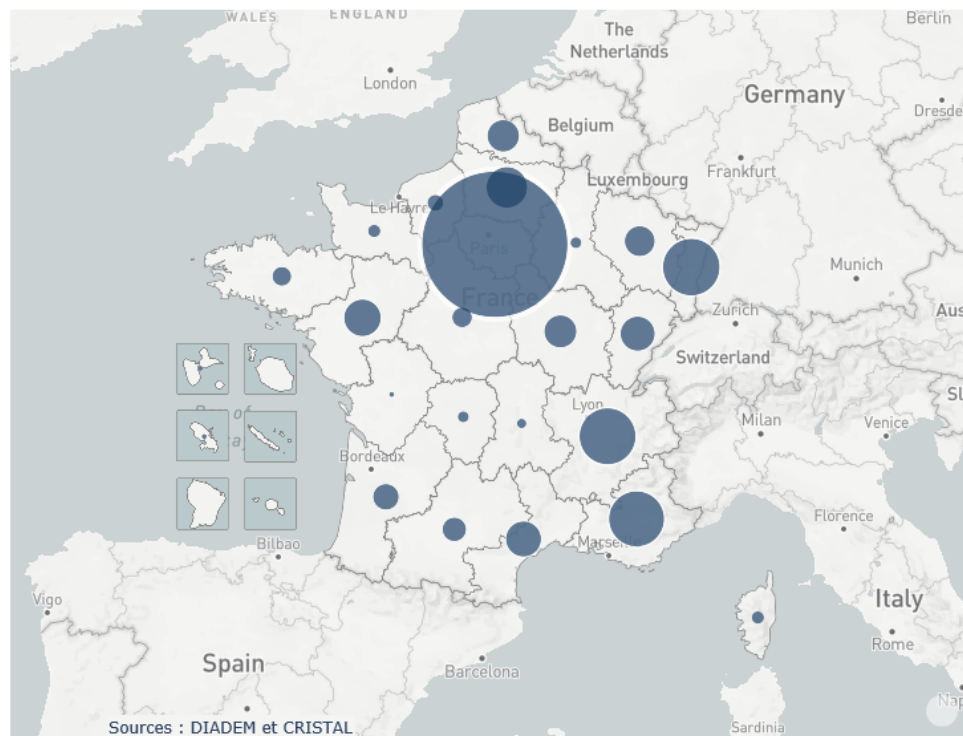 WALES
ENGLAND
Berlin
The
Netherlands
London
Germany
Dresde
Belgium
Frankfurt
Luxembourg
Le Havre
Paris
Munich
France
Zurich
Aus
Switzerland
SL
Lyon
Milan
Venice
Bordeaux
Florence
Marseille
Bilbao
Vigo
Italy
Rome
Spain
Barcelona
Nap
Sources : DIADEM et CRISTAL
Sardinia